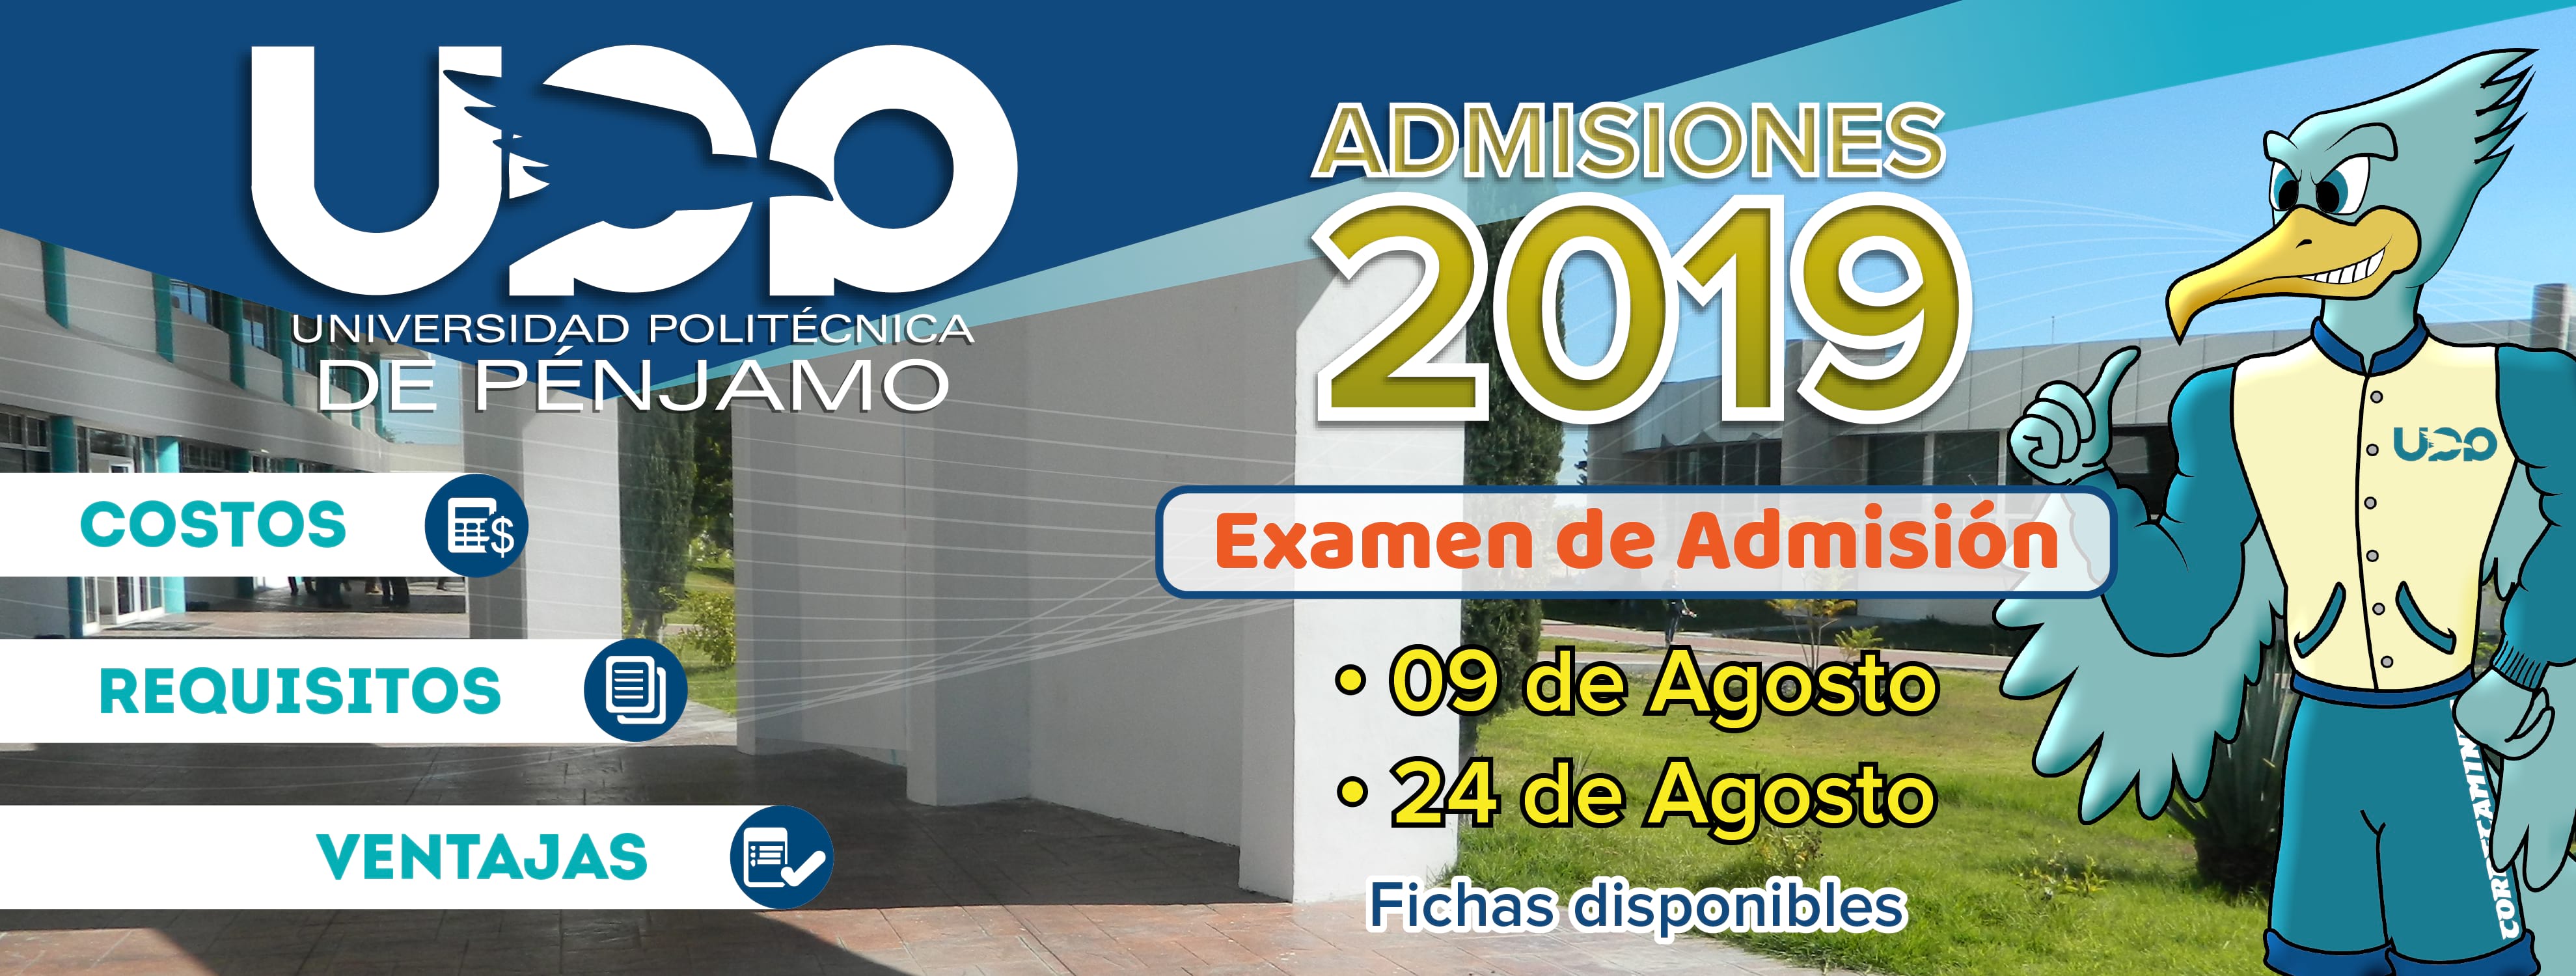 UPP
UNIVERSIDAD POLITÉCNICA
DE PÉNJAMO
COSTOS
REQUISITOS
VENTAJAS
ADMISIONES
2019
Examen de Admisión
• 09 de Agosto
• 24 de Agosto
Fichas disponibles
UPP